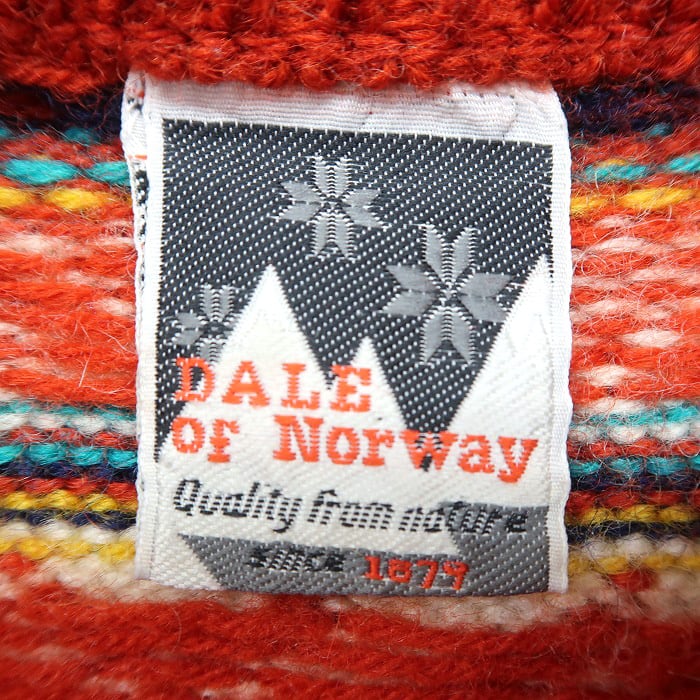 DALE
of Norway
Quality from nature
since 1879